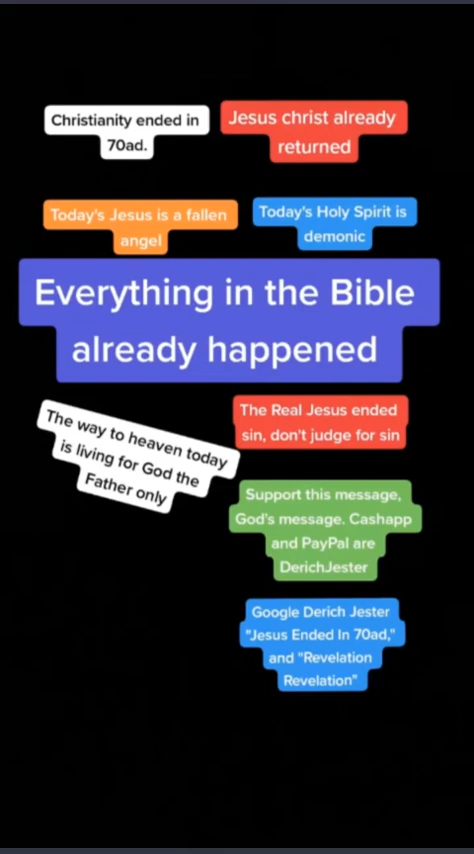 Christianity ended in
70ad.
Jesus christ already
returned
Today's Jesus is a fallen
angel
Today's Holy Spirit is
demonic
Everything in the Bible
already happened
The way to heaven today
is living for God the
Father only
The Real Jesus ended
sin, don't judge for sin
Support this message,
God's message. Cashapp
and PayPal are
DerichJester
Google Derich Jester
"Jesus Ended In 70ad,"
and "Revelation
Revelation"